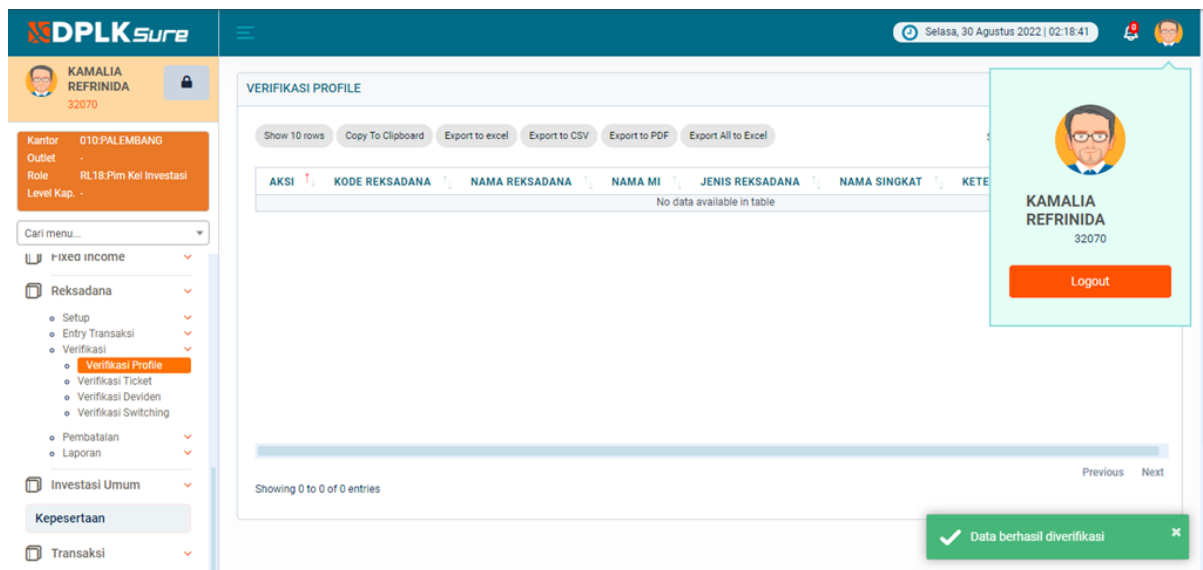 DPLKSure
Selasa, 30 Agustus 2022 | 02:18:41
0
KAMALIA
REFRINIDA
32070
Kantor 010:PALEMBANG
Outlet -
Role RL18:Pim Kel Investasi
Level Kap. -
Cari menu...
Fixed Income
Reksadana
Setup
Entry Transaksi
Verifikasi
Verifikasi Profile
Verifikasi Ticket
Verifikasi Deviden
Verifikasi Switching
Pembatalan
Laporan
Investasi Umum
Kepesertaan
Transaksi
VERIFIKASI PROFILE
Show 10 rows Copy To Clipboard Export to excel Export to CSV Export to PDF Export All to Excel
AKSI KODE REKSADANA NAMA REKSADANA NAMA MI JENIS REKSADANA NAMA SINGKAT KETE
No data available in table
Previous Next
Showing 0 to 0 of 0 entries
KAMALIA
REFRINIDA
32070
Logout
Data berhasil diverifikasi